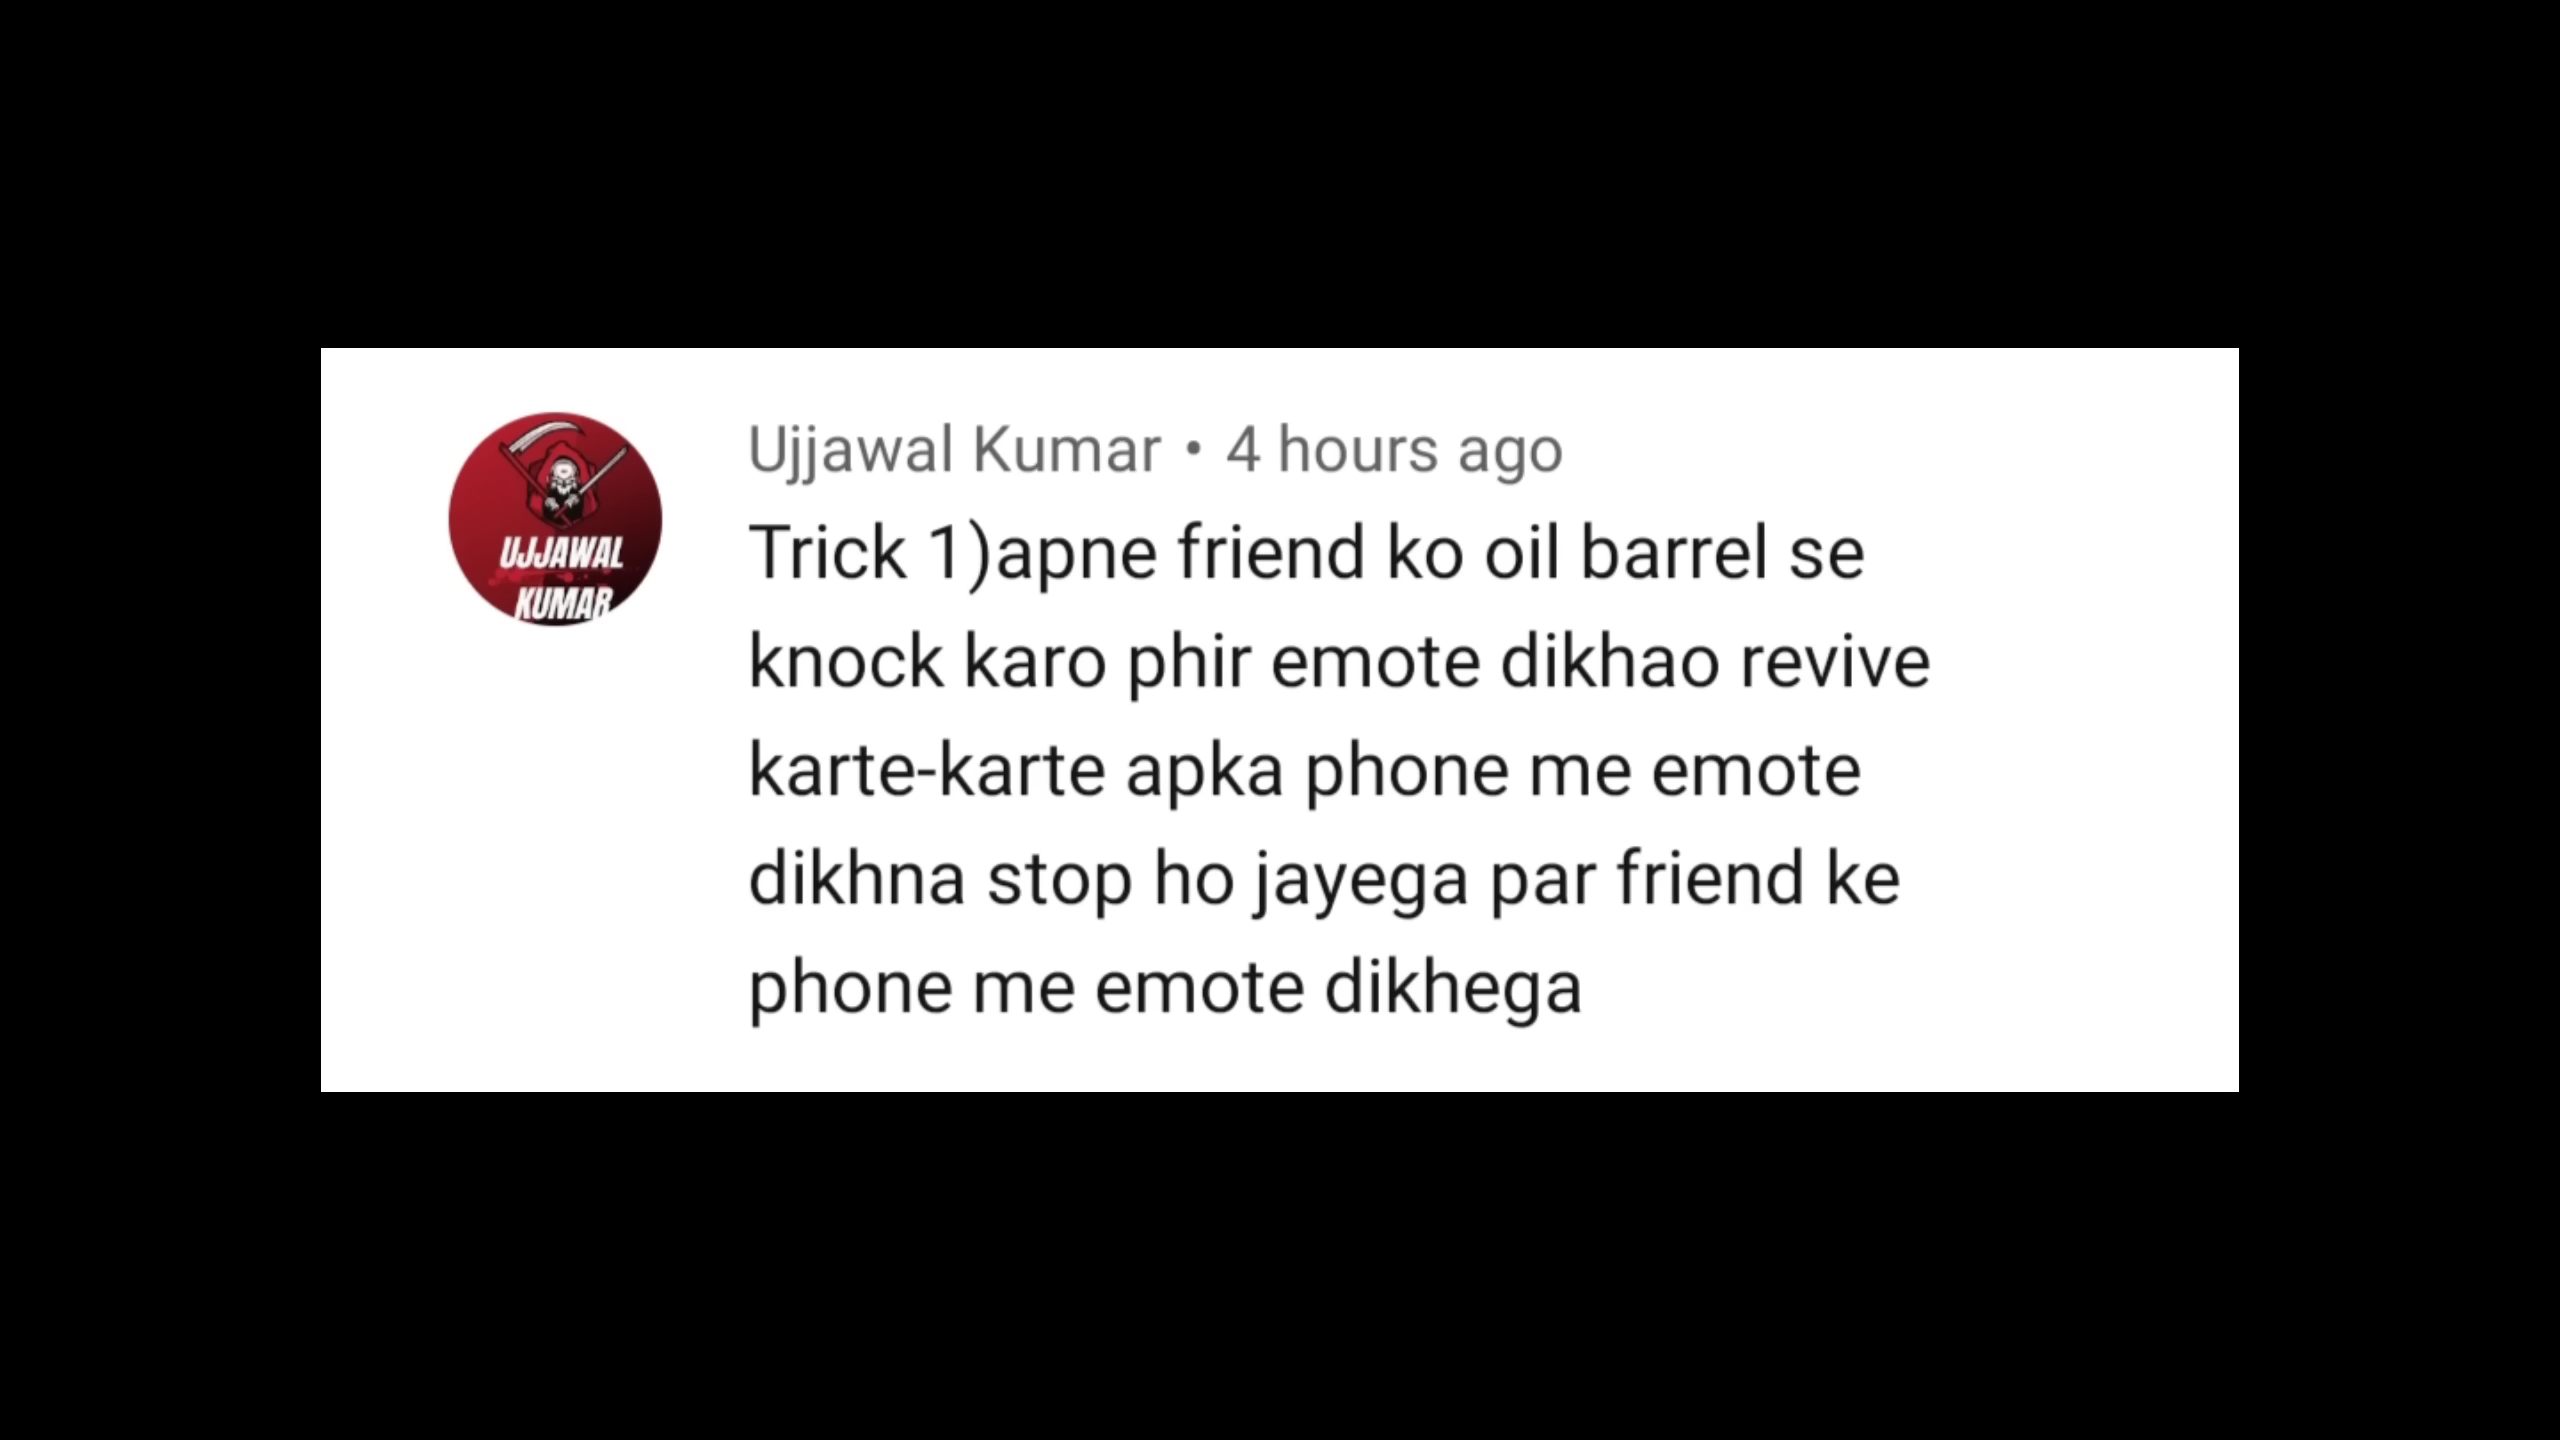 UJJAWAL
KUMAR
Ujjawal Kumar • 4 hours ago
Trick 1)apne friend ko oil barrel se
knock karo phir emote dikhao revive
karte-karte apka phone me emote
dikhna stop ho jayega par friend ke
phone me emote dikhega